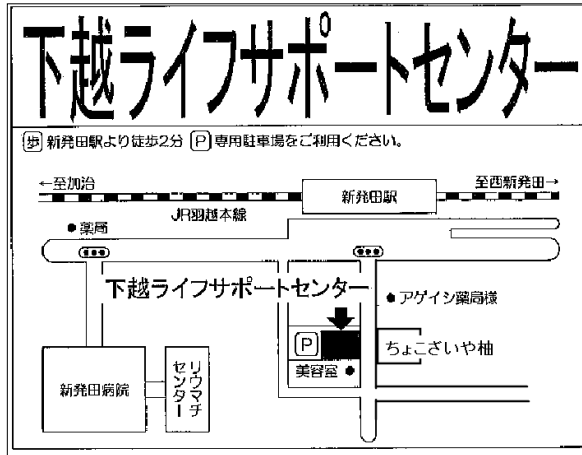 下越ライフサポートセンター
歩 新発田駅より徒歩2分 P 専用駐車場をご利用ください。
←至加治
新発田駅
至西新発田→
JR羽越本線
●薬局
下越ライフサポートセンター
●アゲイシ薬局様
P
ちょこざいや柚
美容室●
新発田病院
リウマチ
センター